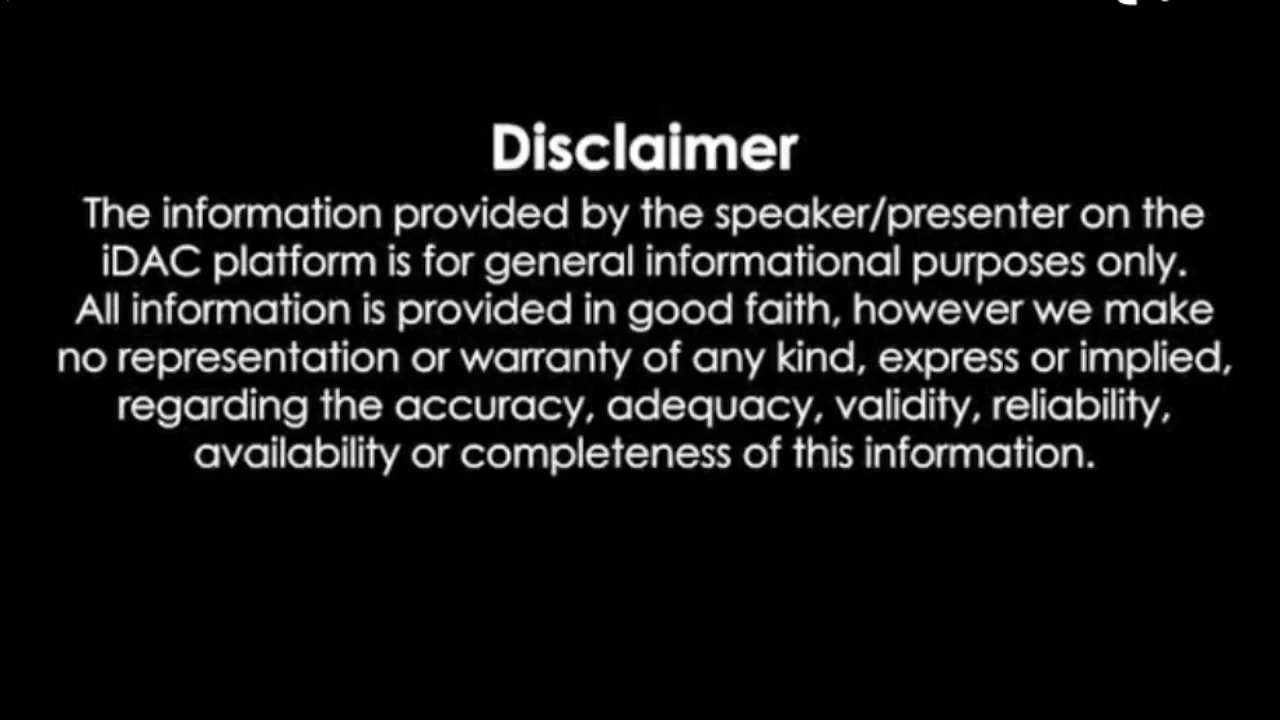 Disclaimer
The information provided by the speaker/presenter on the
iDAC platform is for general informational purposes only.
All information is provided in good faith, however we make
no representation or warranty of any kind, express or implied,
regarding the accuracy, adequacy, validity, reliability,
availability or completeness of this information.